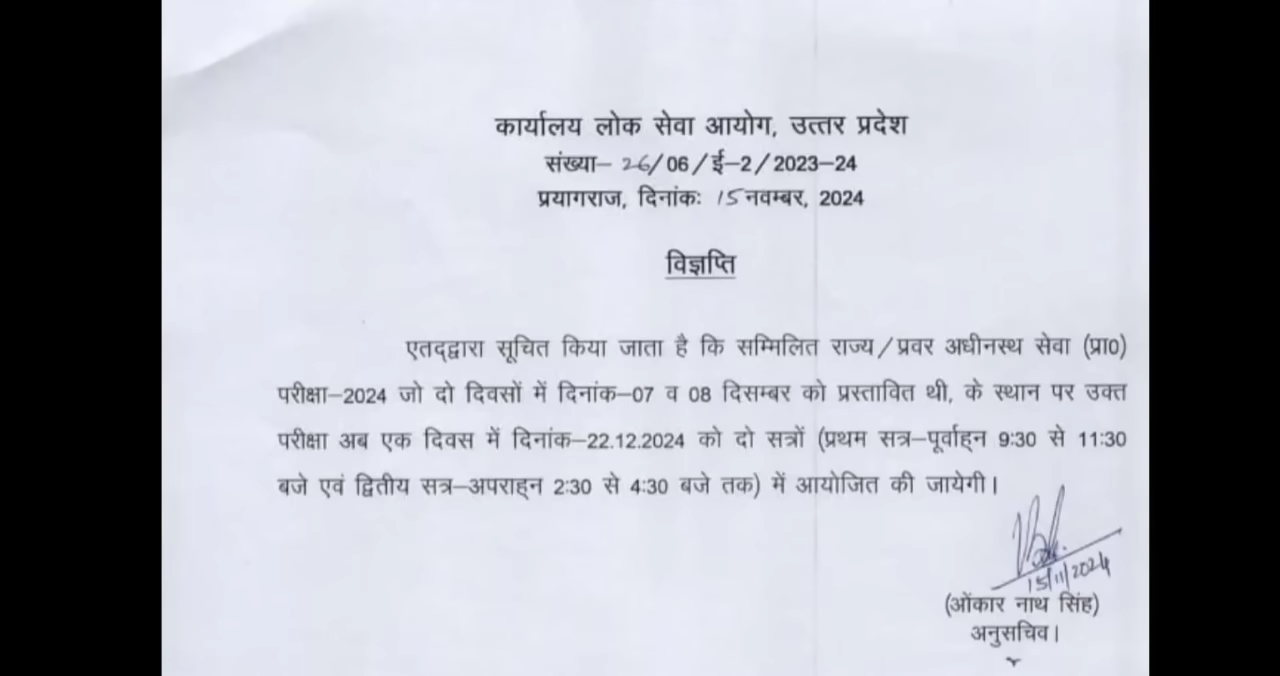 कार्यालय लोक सेवा आयोग, उत्तर प्रदेश
संख्या– 26/06/ई–2/2023–24
प्रयागराज, दिनांकः 15 नवम्बर, 2024
विज्ञप्ति
एतद्द्वारा सूचित किया जाता है कि सम्मिलित राज्य/प्रवर अधीनस्थ सेवा (प्रा0)
परीक्षा–2024 जो दो दिवसों में दिनांक–07 व 08 दिसम्बर को प्रस्तावित थी, के स्थान पर उक्त
परीक्षा अब एक दिवस में दिनांक–22.12.2024 को दो सत्रों (प्रथम सत्र–पूर्वाह्न 9:30 से 11:30
बजे एवं द्वितीय सत्र–अपराह्न 2:30 से 4:30 बजे तक) में आयोजित की जायेगी।
15/11/2024
(ओंकार नाथ सिंह)
अनुसचिव।